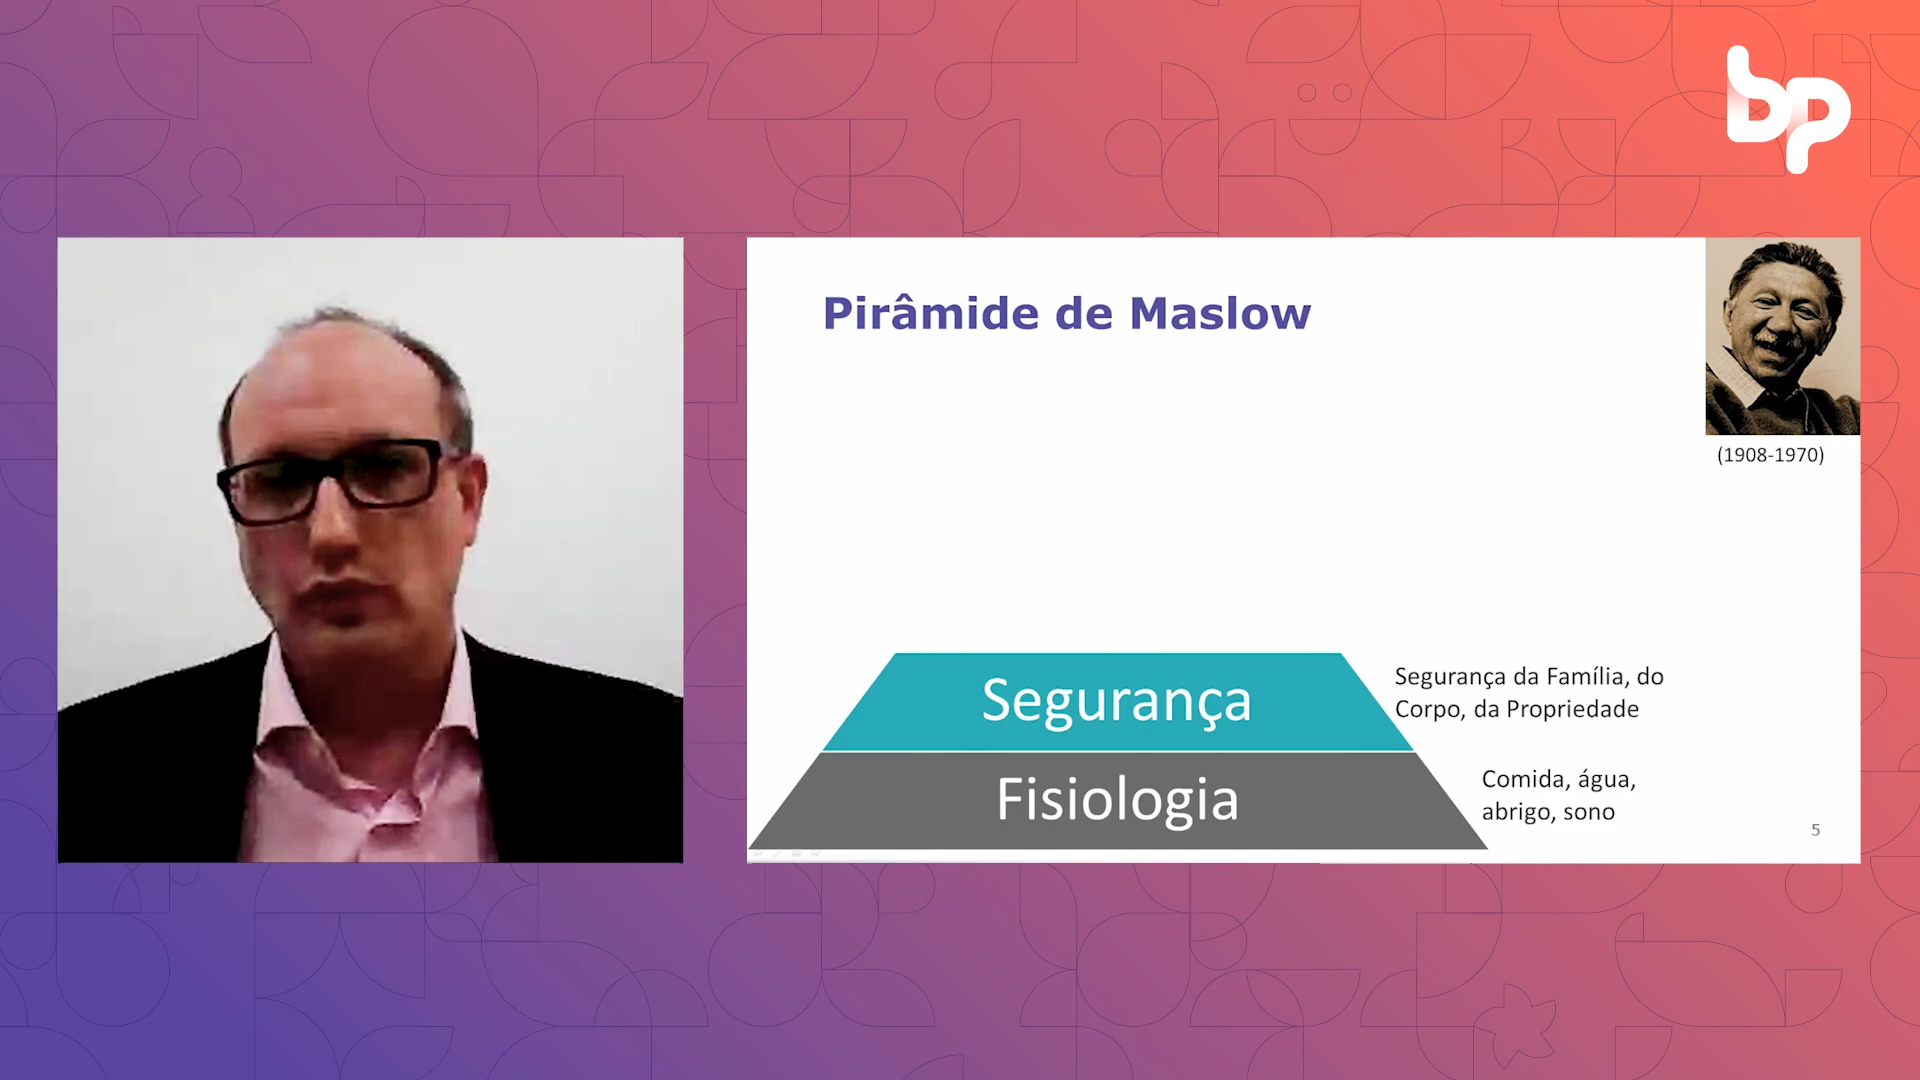 bp
Pirâmide de Maslow
(1908-1970)
Segurança
Segurança da Família, do
Corpo, da Propriedade
Fisiologia
Comida, água,
abrigo, sono
5